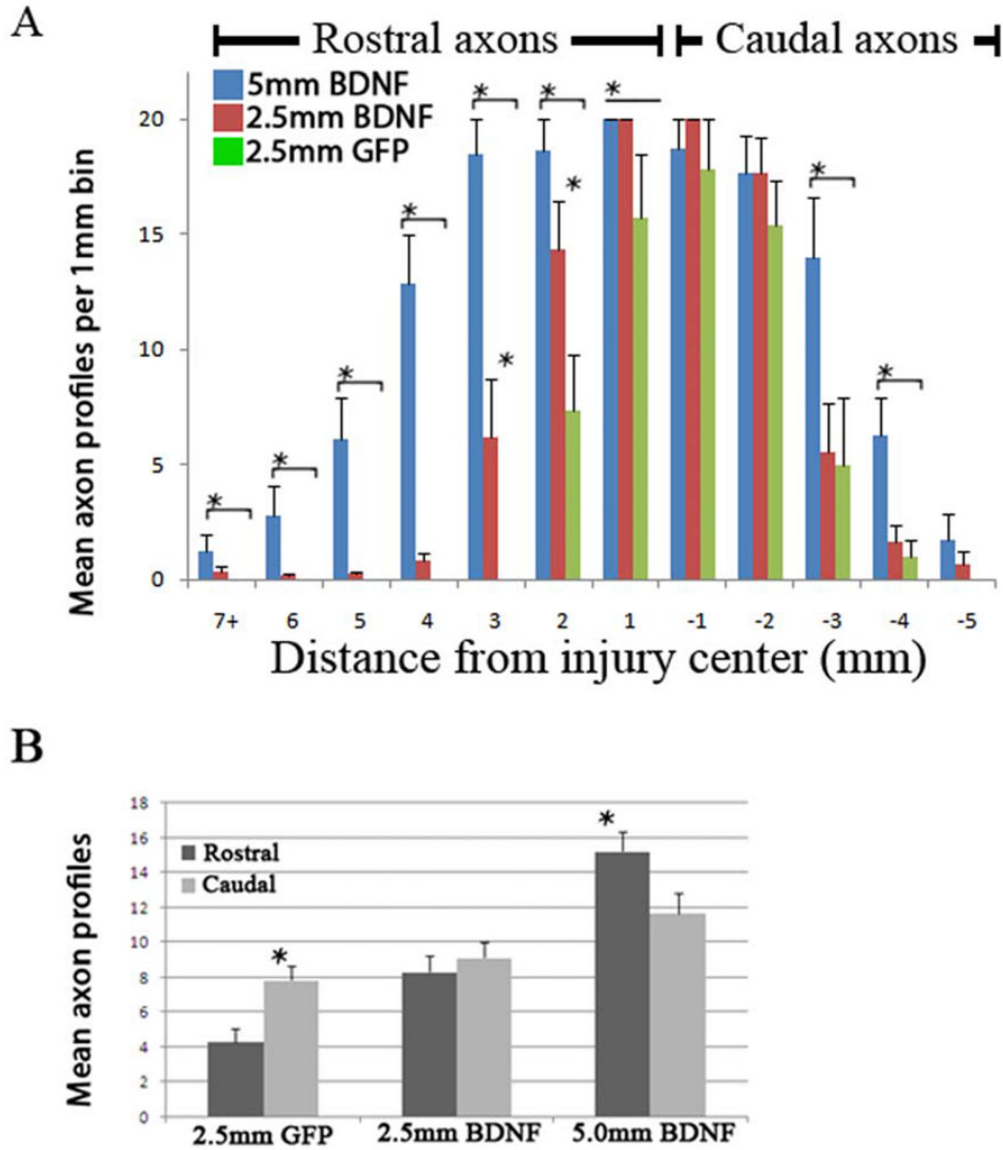 A
Rostral axons
Caudal axons
5mm BDNF
2.5mm BDNF
2.5mm GFP
Mean axon profiles per 1mm bin
20
15
10
5
0
* * * * * * * * * * *
7+ 6 5 4 3 2 1 -1 -2 -3 -4 -5
Distance from injury center (mm)
B
Mean axon profiles
18
16
14
12
10
8
6
4
2
0
Rostral
Caudal
* *
2.5mm GFP 2.5mm BDNF 5.0mm BDNF